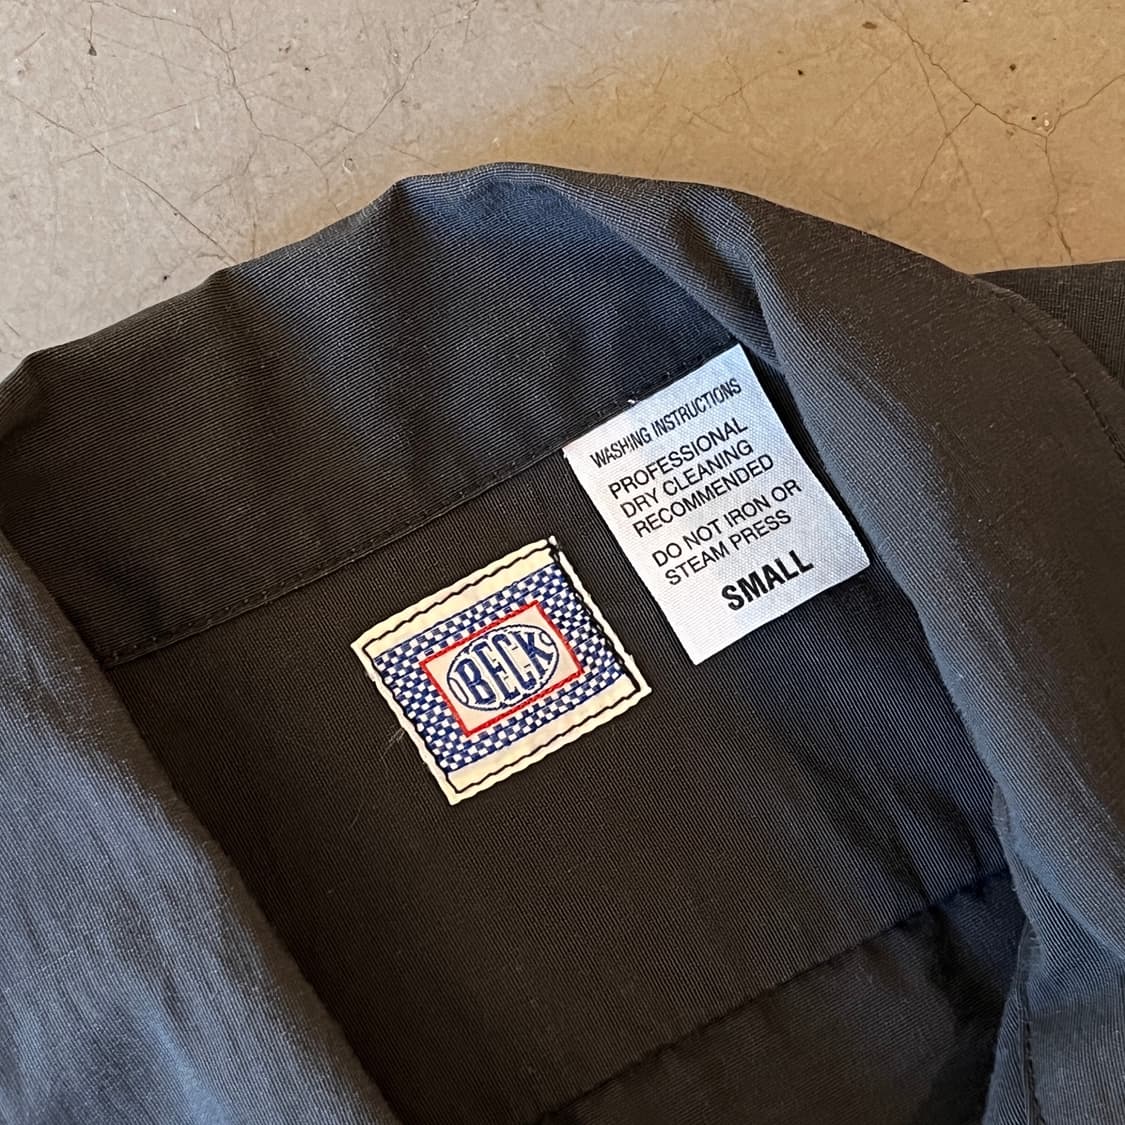 WASHING INSTRUCTIONS
PROFESSIONAL
DRY CLEANING
RECOMMENDED
DO NOT IRON OR
STEAM PRESS
SMALL
BECK